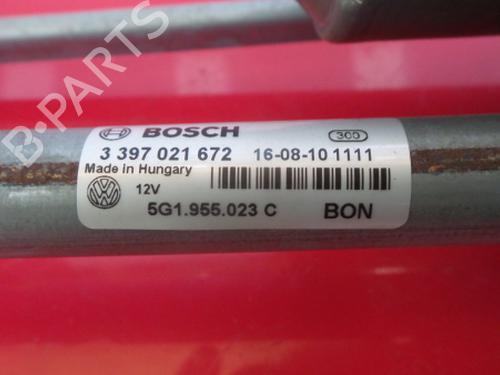 B-PARTS
BOSCH 300
3 397 021 672 16-08-10 1111
Made in Hungary
12V
5G1.955.023 C BON